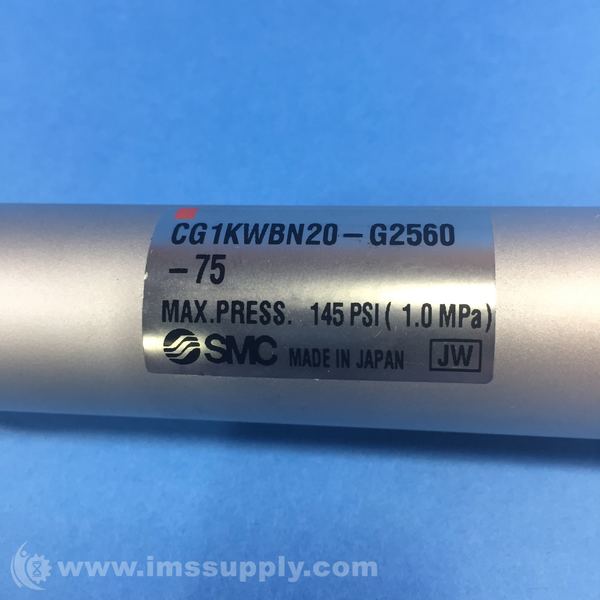 CG1KWBN20-G2560
-75
MAX.PRESS. 145 PSI ( 1.0 MPa)
SMC MADE IN JAPAN JW
www.imssupply.com